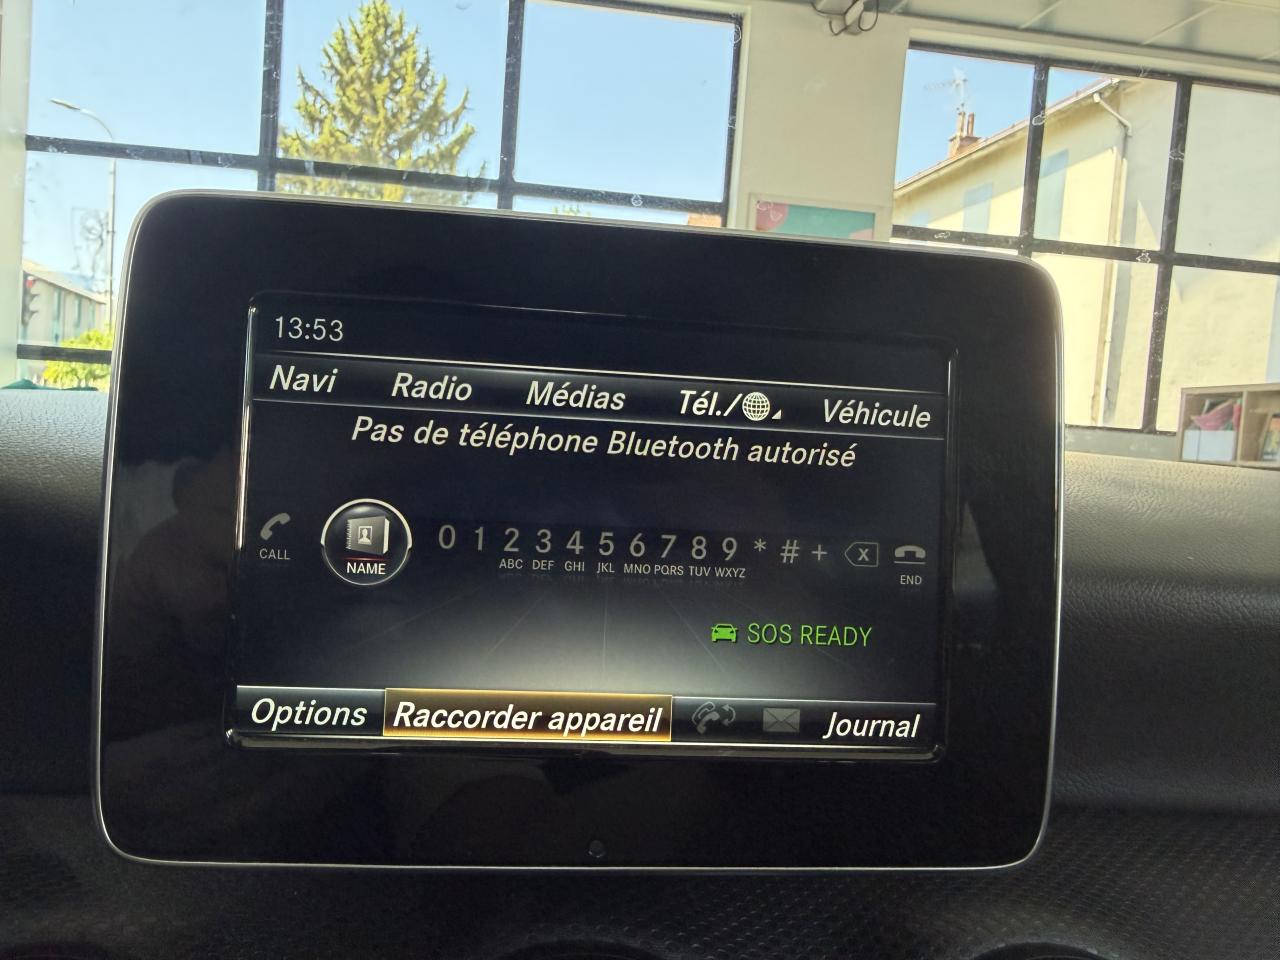 13:53
Navi Radio Médias Tél./ Véhicule
Pas de téléphone Bluetooth autorisé
0 1 2 3 4 5 6 7 8 9 * # +
CALL NAME ABC DEF GHI JKL MNO PQRS TUV WXYZ X END
SOS READY
Options Raccorder appareil Journal